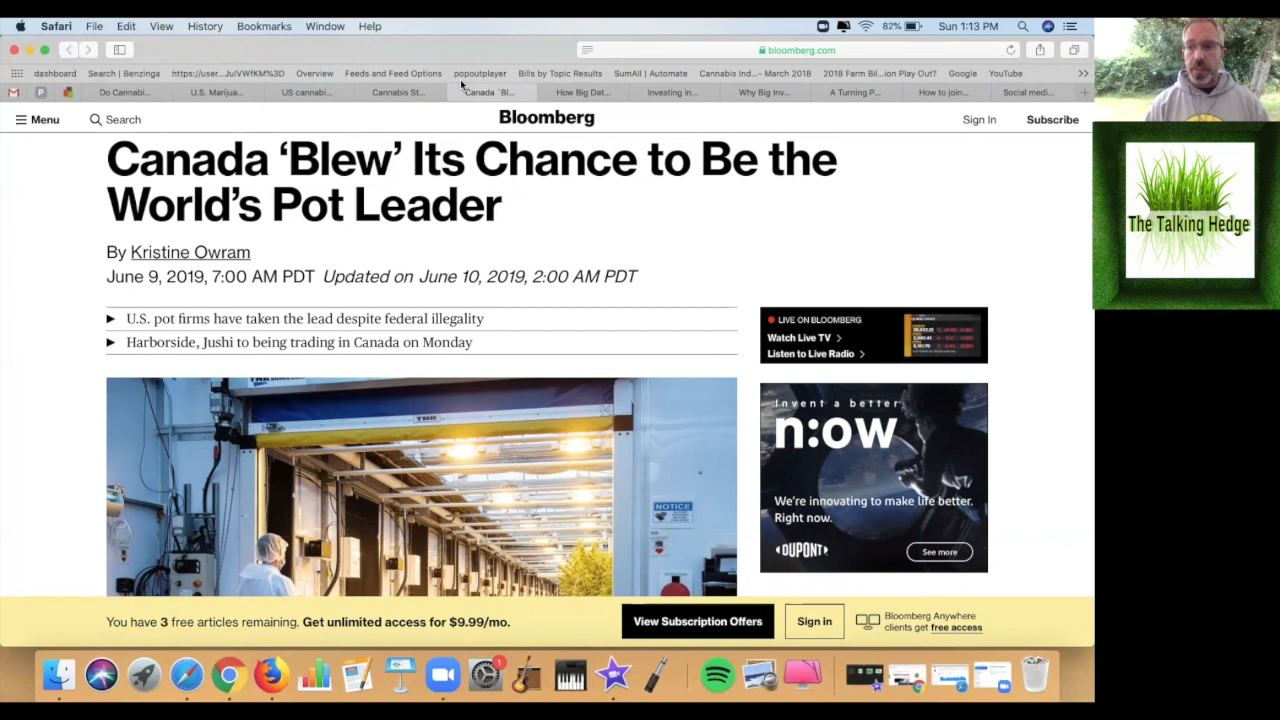 Safari File Edit View History Bookmarks Window Help 82% Sun 1:13 PM
bloomberg.com
dashboard Search | Benzinga https://user...JulVWfKM%3D Overview Feeds and Feed Options popoutplayer Bills by Topic Results SumAll | Automate Cannabis Ind...- March 2018 2018 Farm Bil...ion Play Out? Google YouTube
Do Cannabi... U.S. Marijua... US cannabi... Cannabis St... Canada 'Bl... How Big Dat... Investing in... Why Big Inv... A Turning P... How to join... Social medi...
Menu Search Bloomberg Sign In Subscribe
Canada ‘Blew’ Its Chance to Be the
World’s Pot Leader
By Kristine Owram
June 9, 2019, 7:00 AM PDT Updated on June 10, 2019, 2:00 AM PDT
U.S. pot firms have taken the lead despite federal illegality
Harborside, Jushi to being trading in Canada on Monday
LIVE ON BLOOMBERG
Watch Live TV
Listen to Live Radio
Invent a better
n:ow
We're innovating to make life better.
Right now.
DUPONT
See more
NOTICE
You have 3 free articles remaining. Get unlimited access for $9.99/mo.
View Subscription Offers
Sign in
Bloomberg Anywhere
clients get free access
1
The Talking Hedge